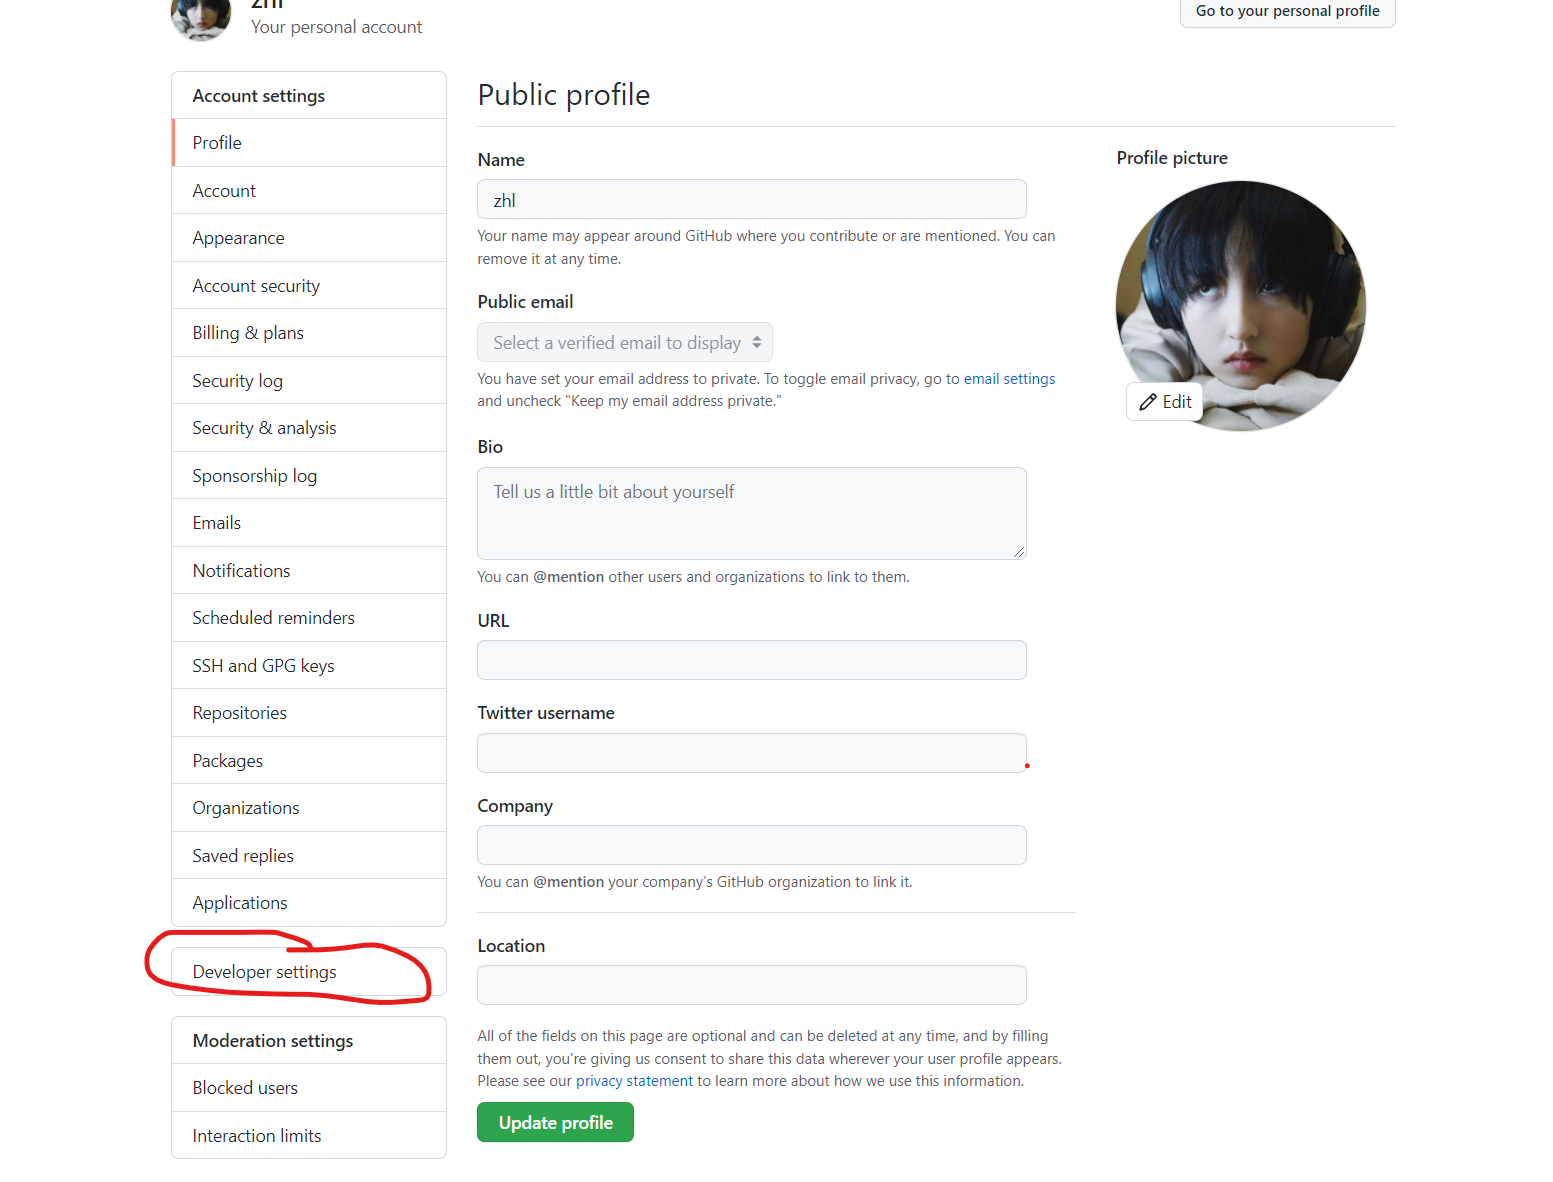 zhl
Your personal account
Go to your personal profile
Account settings
Profile
Account
Appearance
Account security
Billing & plans
Security log
Security & analysis
Sponsorship log
Emails
Notifications
Scheduled reminders
SSH and GPG keys
Repositories
Packages
Organizations
Saved replies
Applications
Developer settings
Moderation settings
Blocked users
Interaction limits
Public profile
Name
zhl
Your name may appear around GitHub where you contribute or are mentioned. You can
remove it at any time.
Public email
Select a verified email to display
You have set your email address to private. To toggle email privacy, go to email settings
and uncheck "Keep my email address private."
Bio
Tell us a little bit about yourself
You can @mention other users and organizations to link to them.
URL
Twitter username
Company
You can @mention your company's GitHub organization to link it.
Location
All of the fields on this page are optional and can be deleted at any time, and by filling
them out, you're giving us consent to share this data wherever your user profile appears.
Please see our privacy statement to learn more about how we use this information.
Update profile
Profile picture
Edit